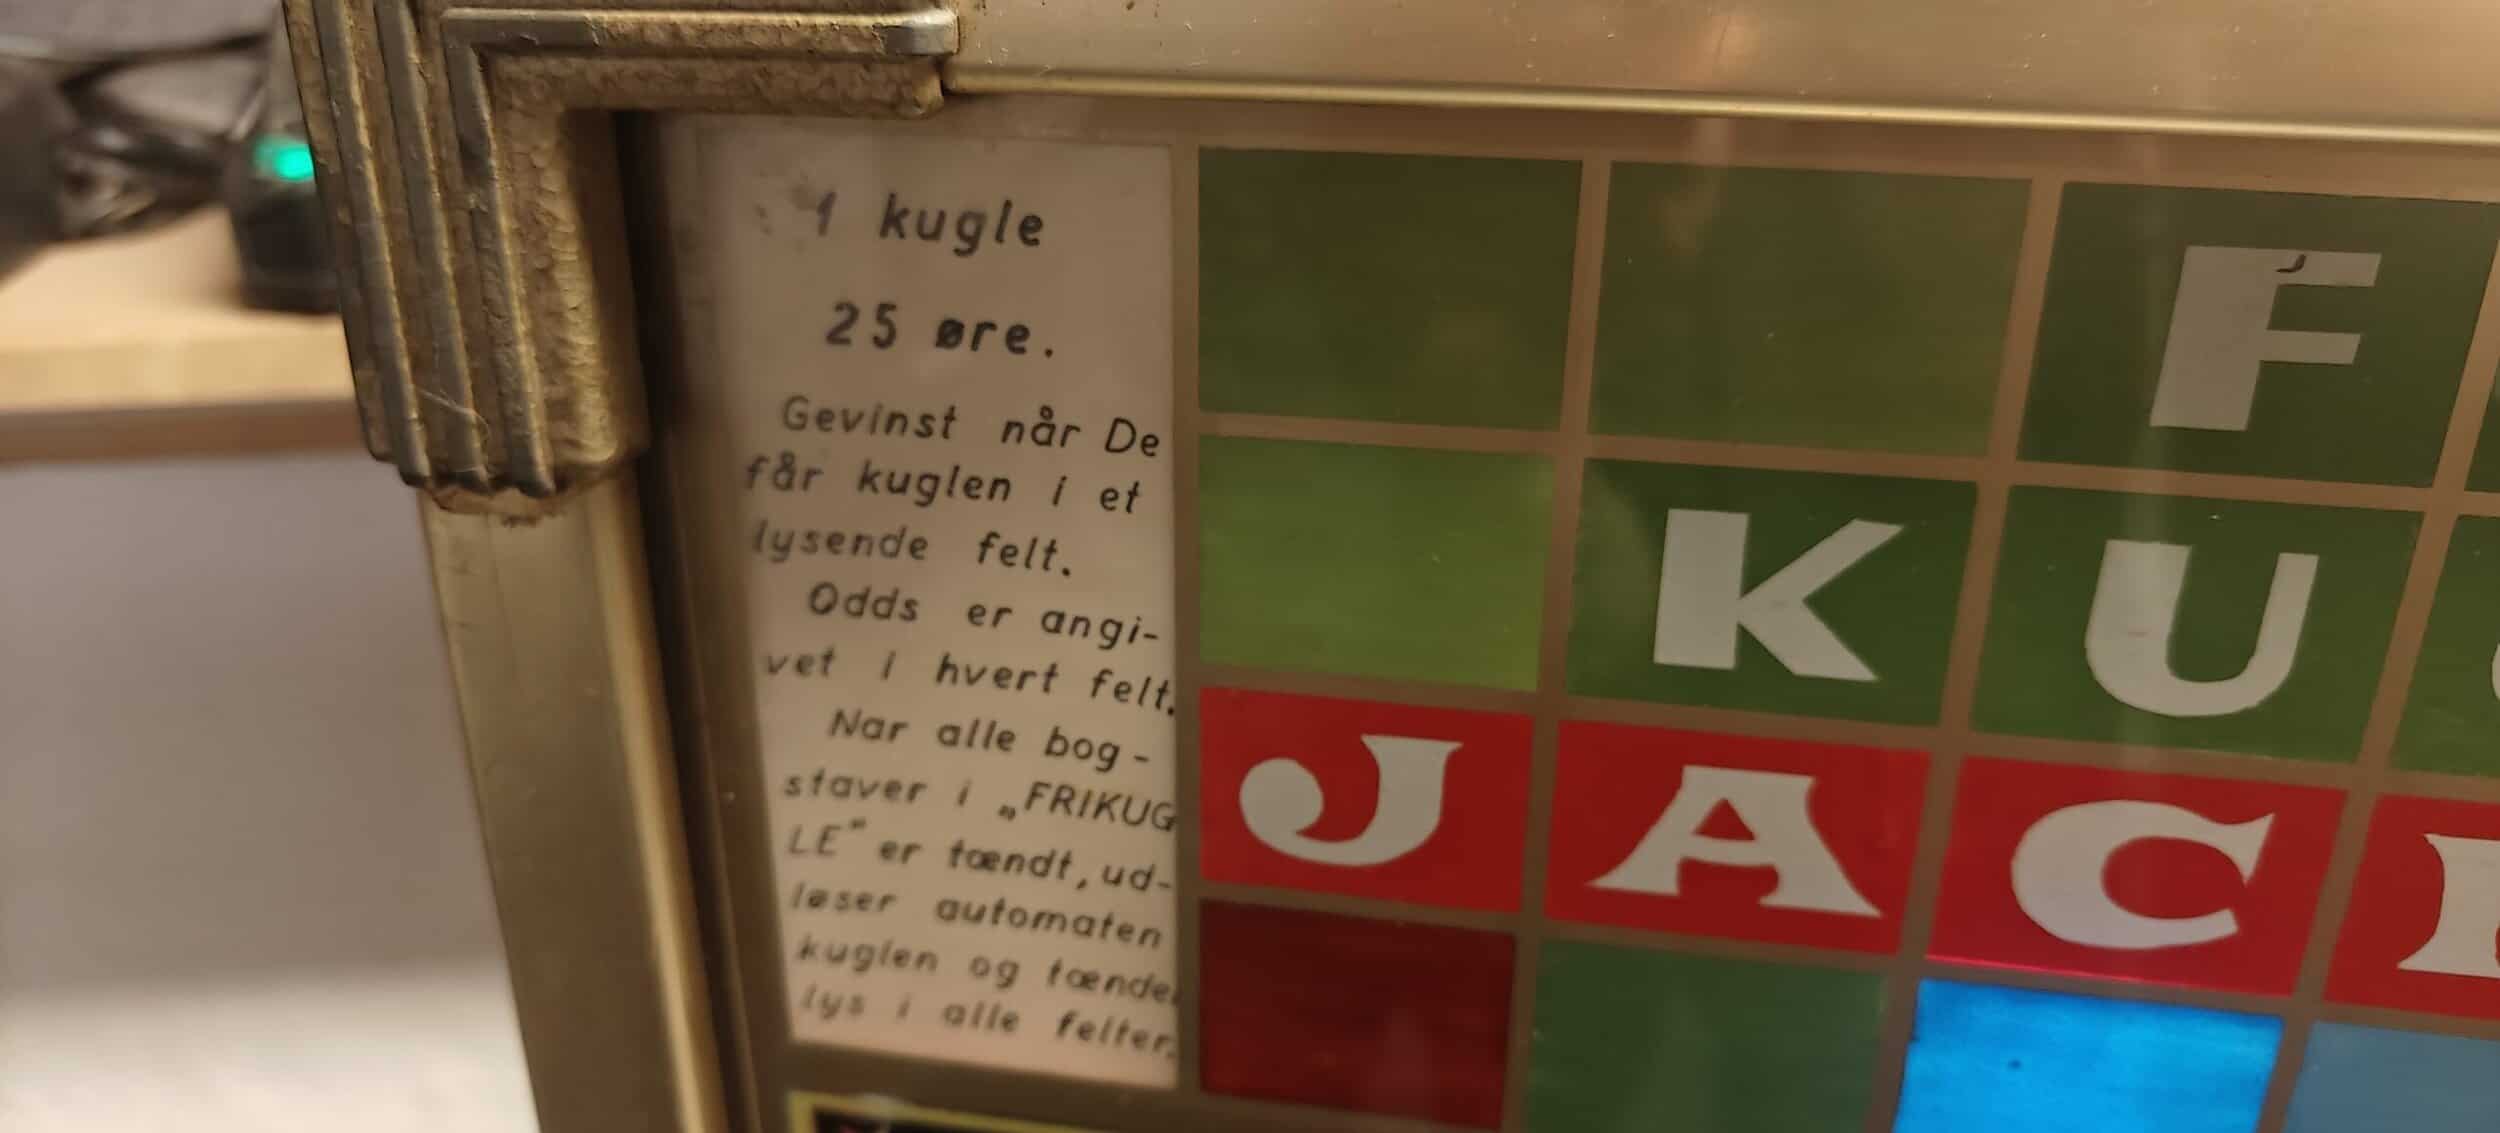 1 kugle
25 øre.
Gevinst når De
får kuglen i et
lysende felt.
Odds er angi-
vet i hvert felt.
Nar alle bog-
staver i „FRIKUG
LE" er tændt, ud-
løser automaten
kuglen og tænder
lys i alle felter.
F
K U
J A C